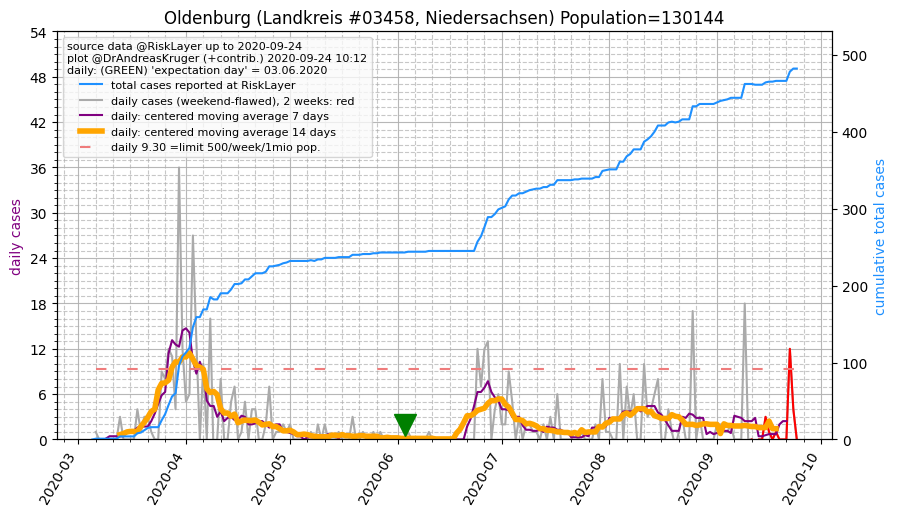 Oldenburg (Landkreis #03458, Niedersachsen) Population=130144
source data @RiskLayer up to 2020-09-24
plot @DrAndreasKruger (+contrib.) 2020-09-24 10:12
daily: (GREEN) 'expectation day' = 03.06.2020
total cases reported at RiskLayer
daily cases (weekend-flawed), 2 weeks: red
daily: centered moving average 7 days
daily: centered moving average 14 days
daily 9.30 =limit 500/week/1mio pop.
daily cases
54
48
42
36
30
24
18
12
6
0
cumulative total cases
500
400
300
200
100
0
2020-03
2020-04
2020-05
2020-06
2020-07
2020-08
2020-09
2020-10